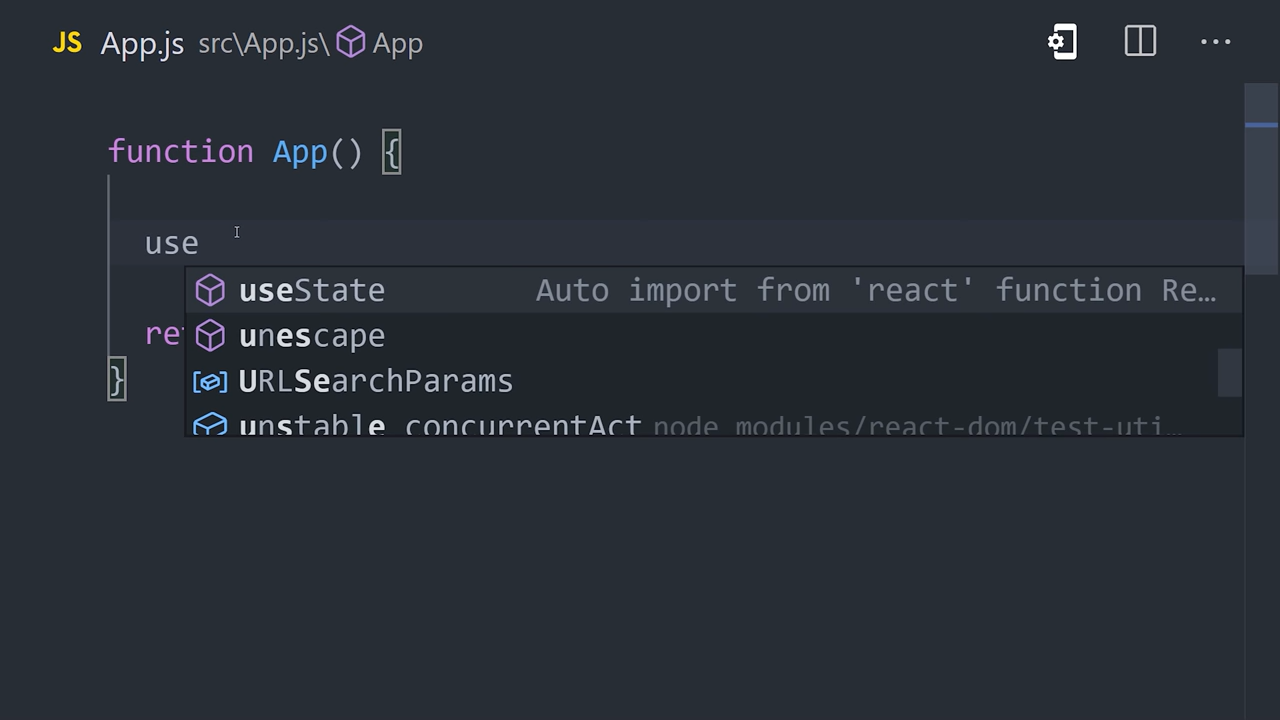 JS App.js src\App.js\ App
function App() {
use
useState Auto import from 'react' function Re…
unescape
re
URLSearchParams
}
unstable_concurrentAct node_modules/react-dom/test-uti…